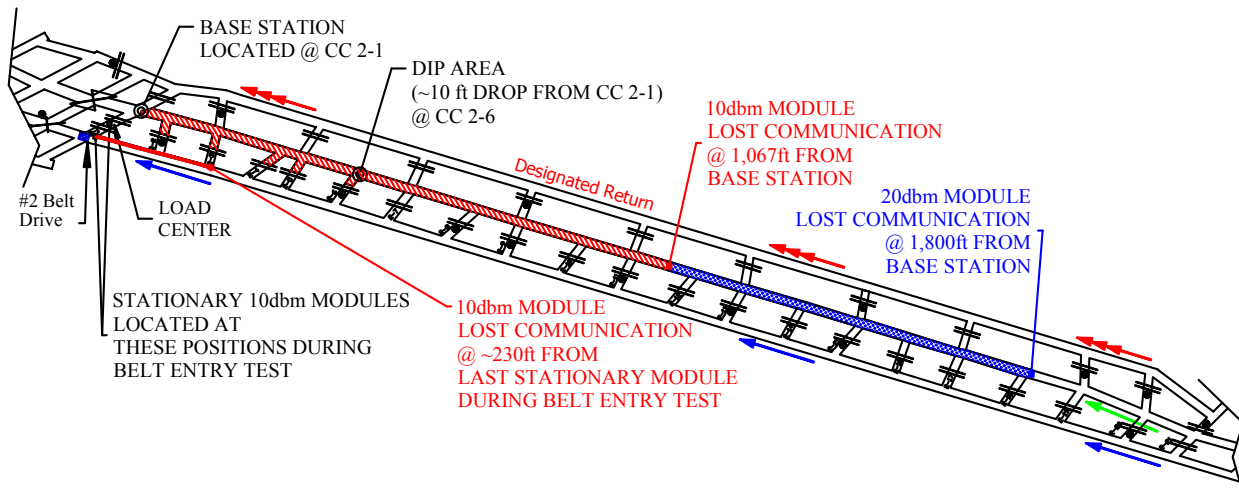 BASE STATION
LOCATED @ CC 2-1
DIP AREA
(~10 ft DROP FROM CC 2-1)
@ CC 2-6
10dbm MODULE
LOST COMMUNICATION
@ 1,067ft FROM
BASE STATION
Designated Return
20dbm MODULE
LOST COMMUNICATION
@ 1,800ft FROM
BASE STATION
#2 Belt
Drive
LOAD
CENTER
STATIONARY 10dbm MODULES
LOCATED AT
THESE POSITIONS DURING
BELT ENTRY TEST
10dbm MODULE
LOST COMMUNICATION
@ ~230ft FROM
LAST STATIONARY MODULE
DURING BELT ENTRY TEST